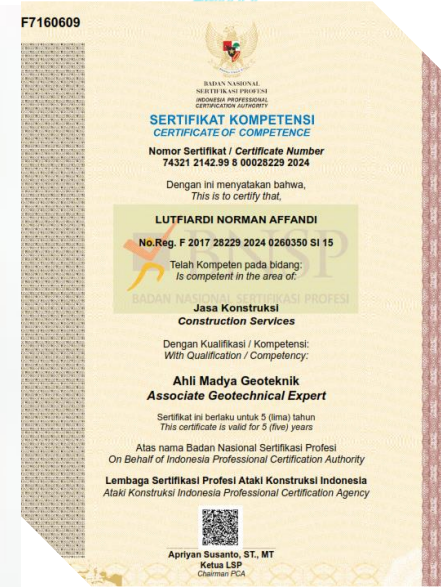 F7160609
BADAN NASIONAL
SERTIFIKASI PROFESI
INDONESIA PROFESSIONAL
CERTIFICATION AUTHORITY
SERTIFIKAT KOMPETENSI
CERTIFICATE OF COMPETENCE
Nomor Sertifikat / Certificate Number
74321 2142.99 8 00028229 2024
Dengan ini menyatakan bahwa,
This is to certify that,
LUTFIARDI NORMAN AFFANDI
No.Reg. F 2017 28229 2024 0260350 SI 15
BNSP
Telah Kompeten pada bidang:
Is competent in the area of:
BADAN NASIONAL SERTIFIKASI PROFESI
Jasa Konstruksi
Construction Services
Dengan Kualifikasi / Kompetensi:
With Qualification / Competency:
Ahli Madya Geoteknik
Associate Geotechnical Expert
Sertifikat ini berlaku untuk 5 (lima) tahun
This certificate is valid for 5 (five) years
Atas nama Badan Nasional Sertifikasi Profesi
On Behalf of Indonesia Professional Certification Authority
Lembaga Sertifikasi Profesi Ataki Konstruksi Indonesia
Ataki Konstruksi Indonesia Professional Certification Agency
Apriyan Susanto, ST., MT
Ketua LSP
Chairman PCA